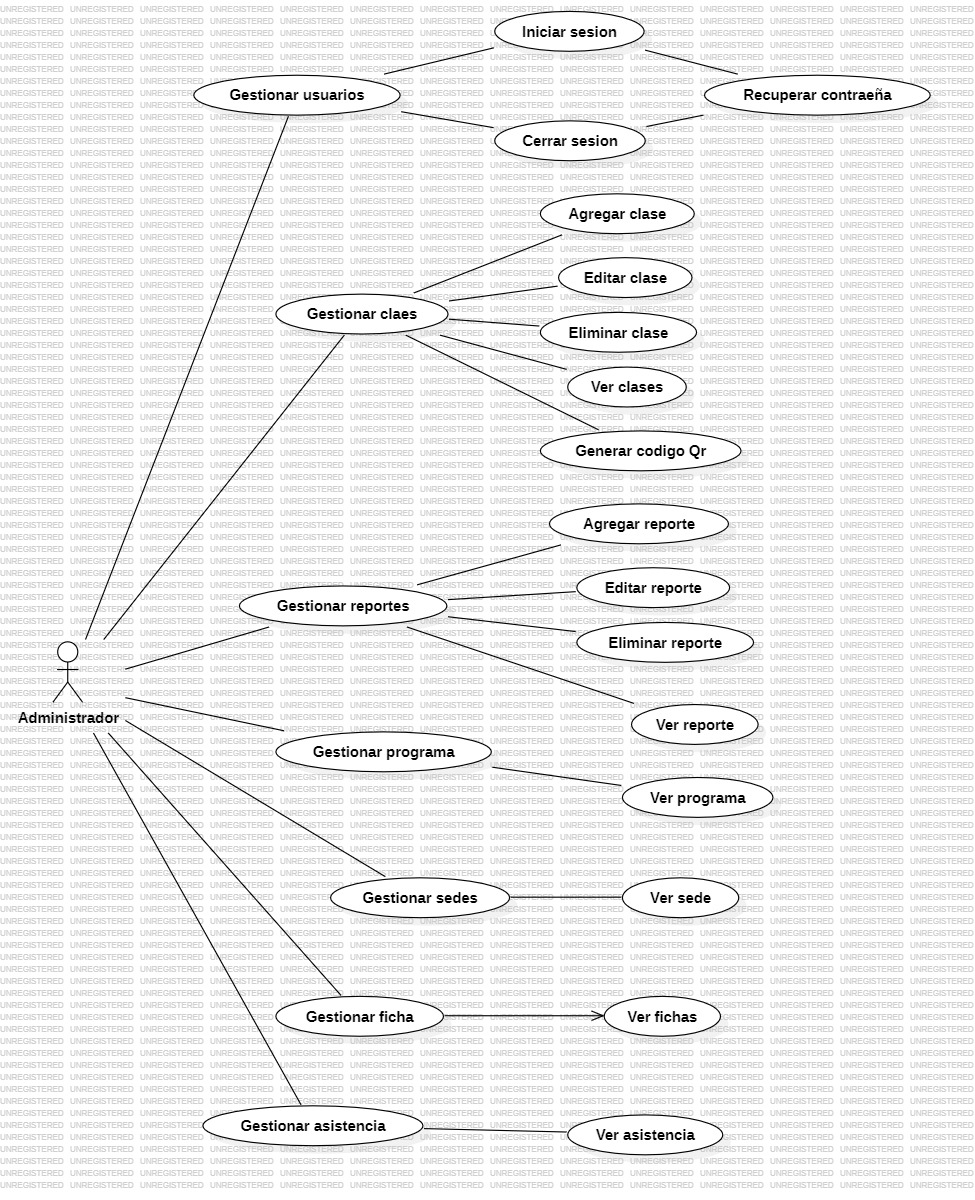 Iniciar sesion
Gestionar usuarios
Recuperar contraeña
Cerrar sesion
Agregar clase
Editar clase
Gestionar claes
Eliminar clase
Ver clases
Generar codigo Qr
Agregar reporte
Editar reporte
Gestionar reportes
Eliminar reporte
Administrador
Ver reporte
Gestionar programa
Ver programa
Gestionar sedes
Ver sede
Gestionar ficha
Ver fichas
Gestionar asistencia
Ver asistencia
UNREGISTERED